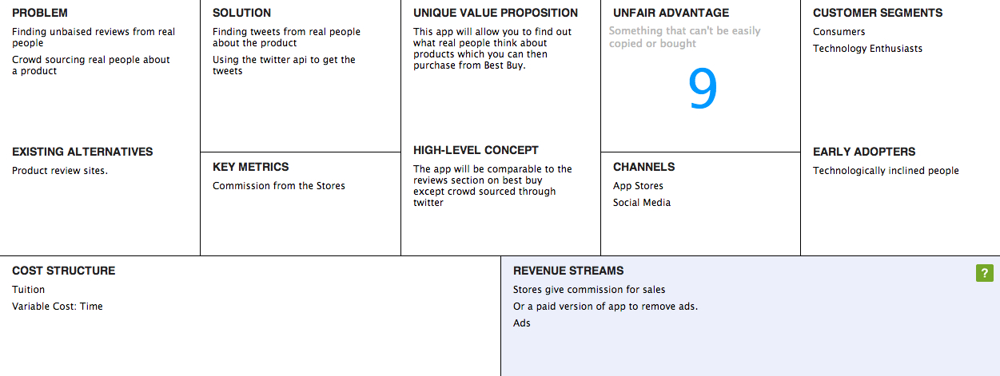 PROBLEM
Finding unbaised reviews from real
people
Crowd sourcing real people about
a product
EXISTING ALTERNATIVES
Product review sites.
SOLUTION
Finding tweets from real people
about the product
Using the twitter api to get the
tweets
KEY METRICS
Commission from the Stores
UNIQUE VALUE PROPOSITION
This app will allow you to find out
what real people think about
products which you can then
purchase from Best Buy.
HIGH-LEVEL CONCEPT
The app will be comparable to the
reviews section on best buy
except crowd sourced through
twitter
UNFAIR ADVANTAGE
Something that can't be easily
copied or bought
9
CHANNELS
App Stores
Social Media
CUSTOMER SEGMENTS
Consumers
Technology Enthusiasts
EARLY ADOPTERS
Technologically inclined people
COST STRUCTURE
Tuition
Variable Cost: Time
REVENUE STREAMS
?
Stores give commission for sales
Or a paid version of app to remove ads.
Ads